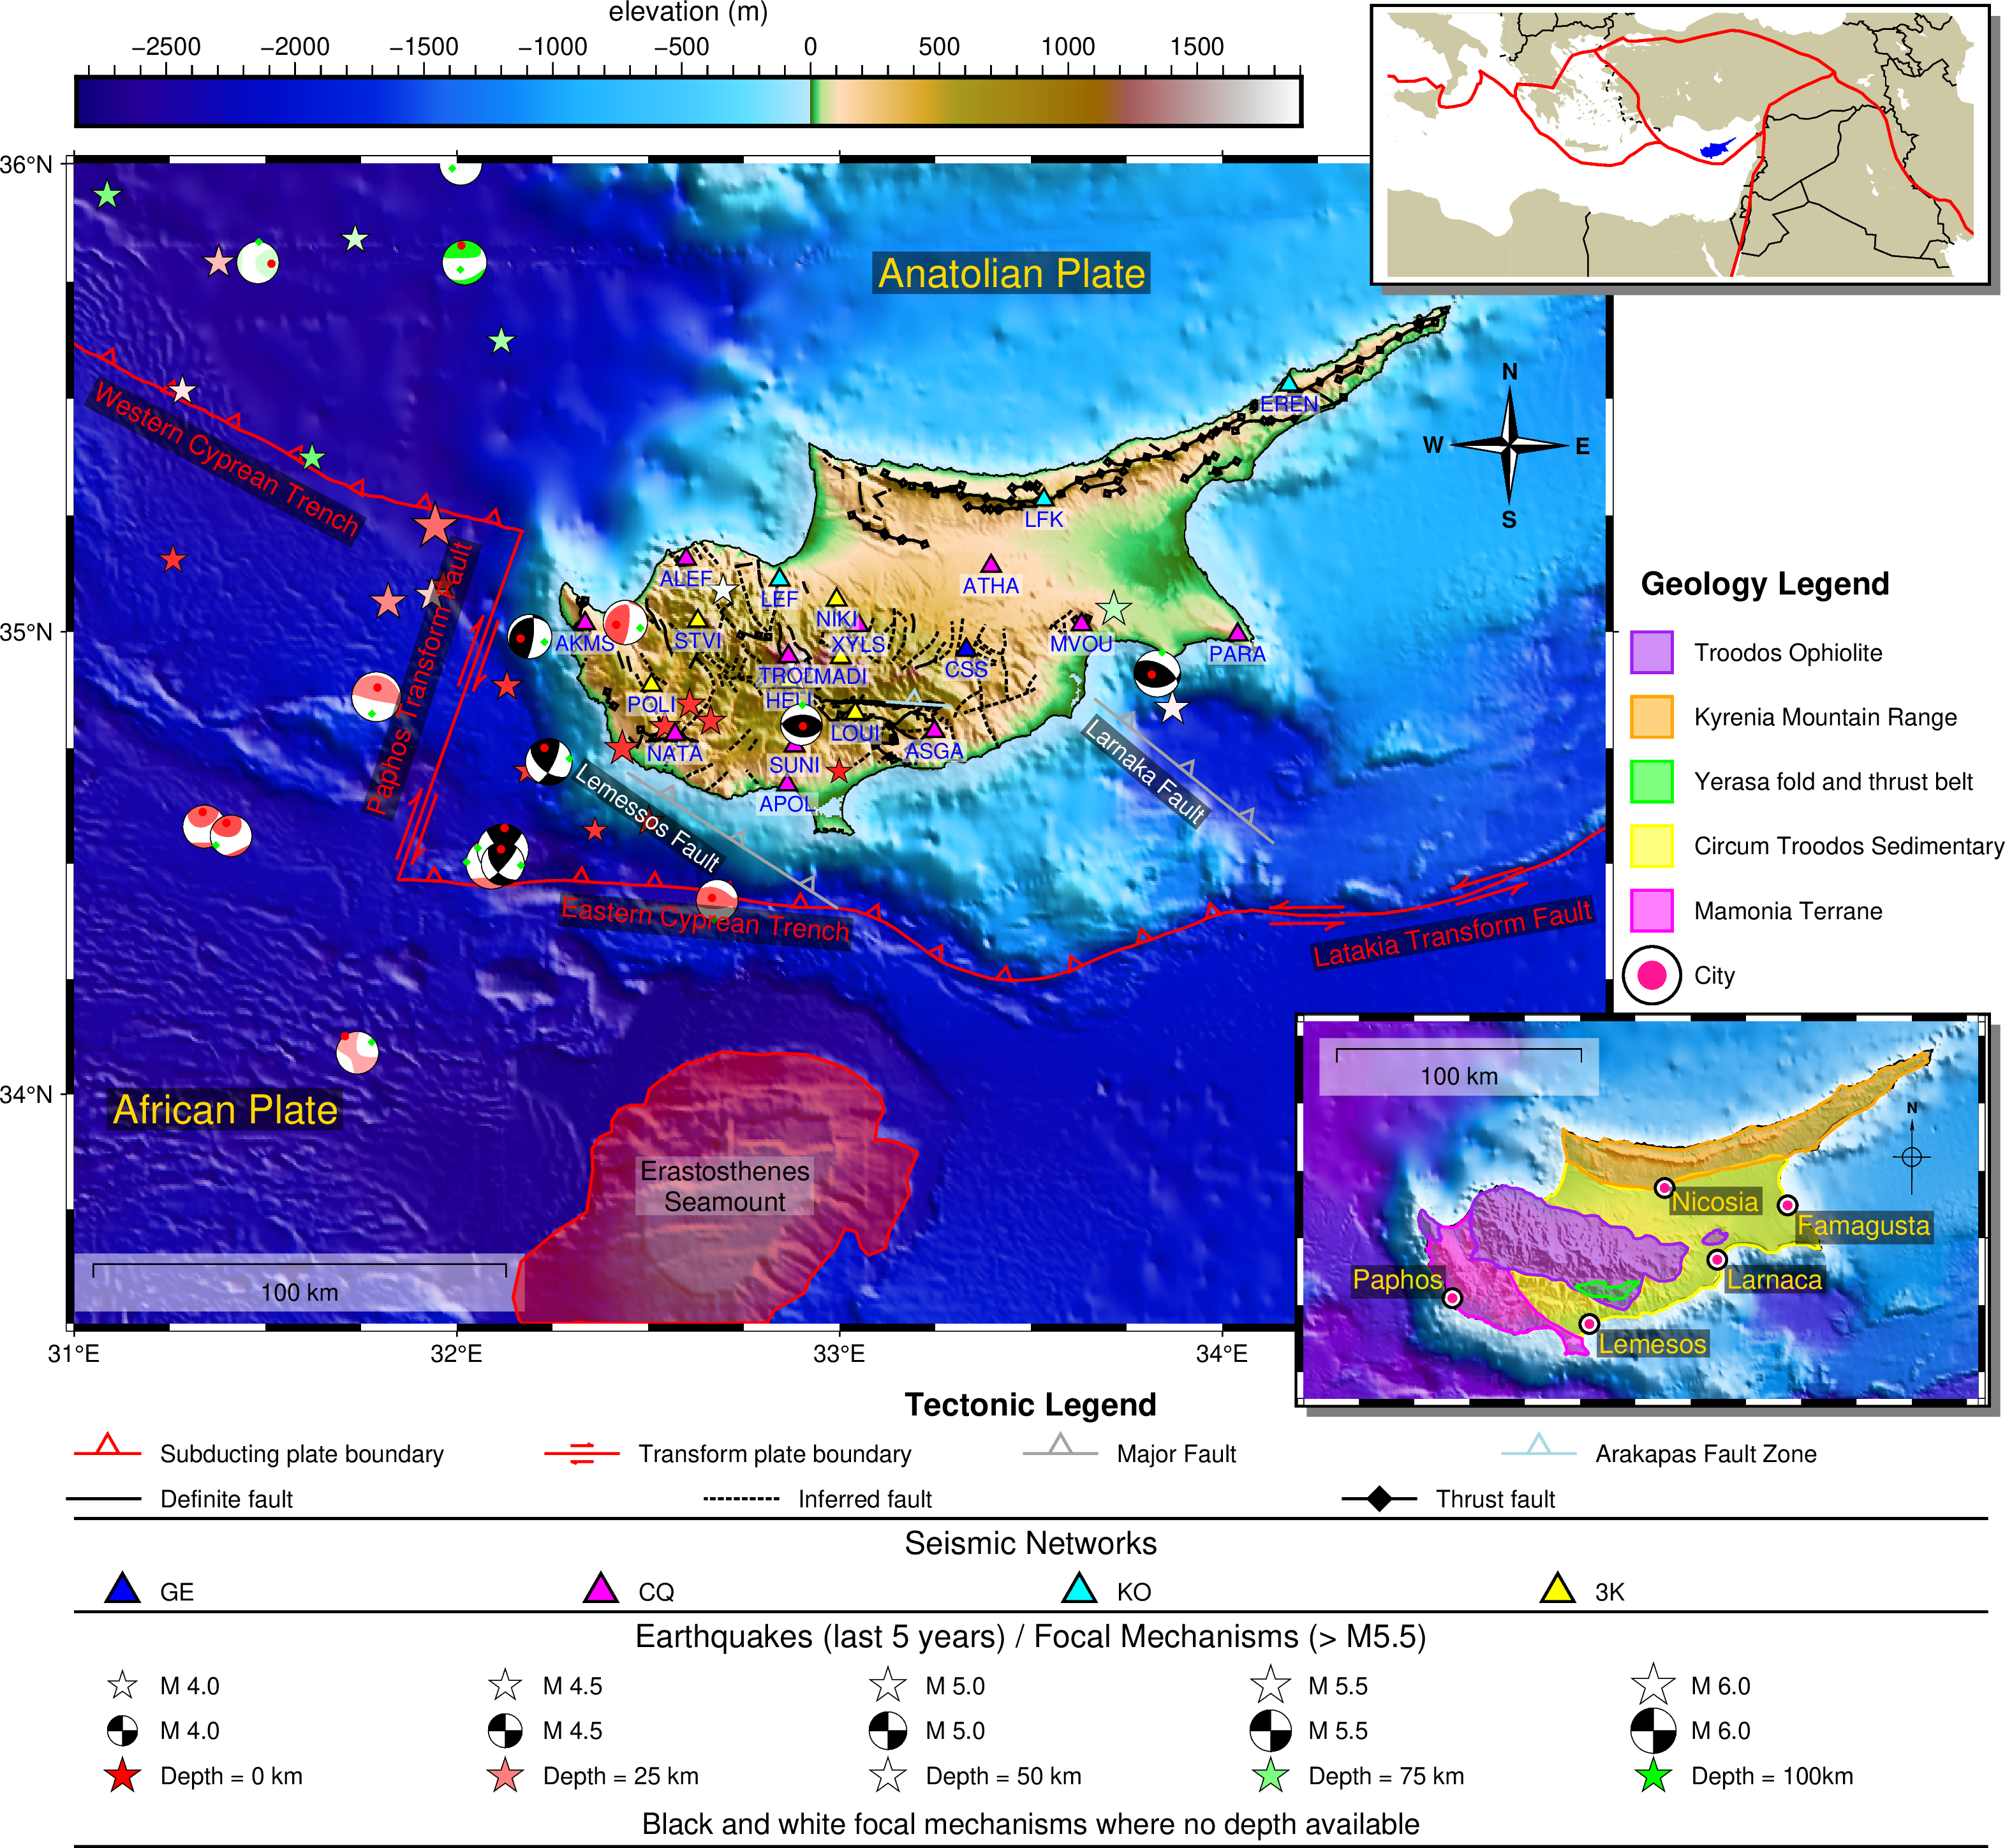 elevation (m)
−2500 −2000 −1500 −1000 −500 0 500 1000 1500
36°N
35°N
34°N
31°E 32°E 33°E 34°E
Anatolian Plate
African Plate
Western Cyprean Trench
Paphos Transform Fault
Eastern Cyprean Trench
Latakia Transform Fault
Lemessos Fault
Larnaka Fault
Erastosthenes
Seamount
N
W E
S
EREN
LFK
ALEF
LEF
ATHA
NIKI
AKMS
STVI
XYLS
MVOU
PARA
TROD
MADI
CSS
POLI
HELI
LOUI
NATA
SUNI
ASGA
APOL
100 km
Geology Legend
Troodos Ophiolite
Kyrenia Mountain Range
Yerasa fold and thrust belt
Circum Troodos Sedimentary
Mamonia Terrane
City
100 km
N
Nicosia
Famagusta
Larnaca
Paphos
Lemesos
Tectonic Legend
Subducting plate boundary Transform plate boundary Major Fault Arakapas Fault Zone
Definite fault Inferred fault Thrust fault
Seismic Networks
GE CQ KO 3K
Earthquakes (last 5 years) / Focal Mechanisms (> M5.5)
M 4.0 M 4.5 M 5.0 M 5.5 M 6.0
M 4.0 M 4.5 M 5.0 M 5.5 M 6.0
Depth = 0 km Depth = 25 km Depth = 50 km Depth = 75 km Depth = 100km
Black and white focal mechanisms where no depth available